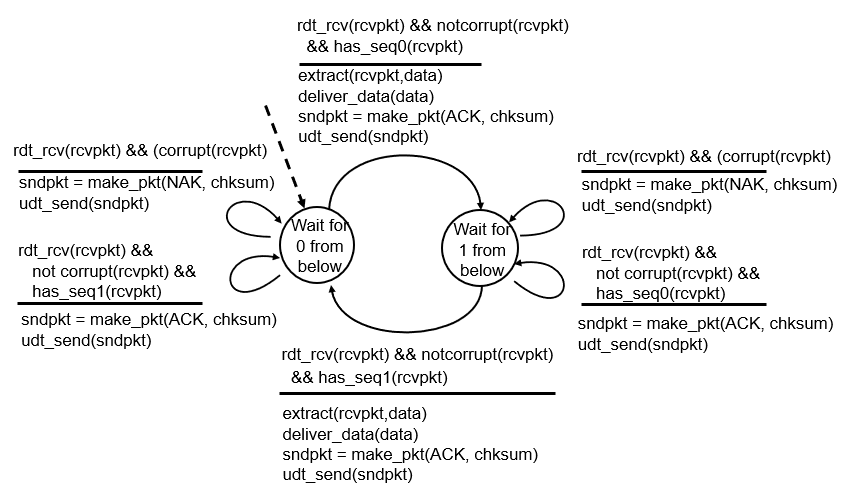 rdt_rcv(rcvpkt) && notcorrupt(rcvpkt)
&& has_seq0(rcvpkt)
extract(rcvpkt,data)
deliver_data(data)
sndpkt = make_pkt(ACK, chksum)
udt_send(sndpkt)
rdt_rcv(rcvpkt) && (corrupt(rcvpkt)
sndpkt = make_pkt(NAK, chksum)
udt_send(sndpkt)
rdt_rcv(rcvpkt) &&
not corrupt(rcvpkt) &&
has_seq1(rcvpkt)
sndpkt = make_pkt(ACK, chksum)
udt_send(sndpkt)
Wait for
0 from
below
Wait for
1 from
below
rdt_rcv(rcvpkt) && (corrupt(rcvpkt)
sndpkt = make_pkt(NAK, chksum)
udt_send(sndpkt)
rdt_rcv(rcvpkt) &&
not corrupt(rcvpkt) &&
has_seq0(rcvpkt)
sndpkt = make_pkt(ACK, chksum)
udt_send(sndpkt)
rdt_rcv(rcvpkt) && notcorrupt(rcvpkt)
&& has_seq1(rcvpkt)
extract(rcvpkt,data)
deliver_data(data)
sndpkt = make_pkt(ACK, chksum)
udt_send(sndpkt)